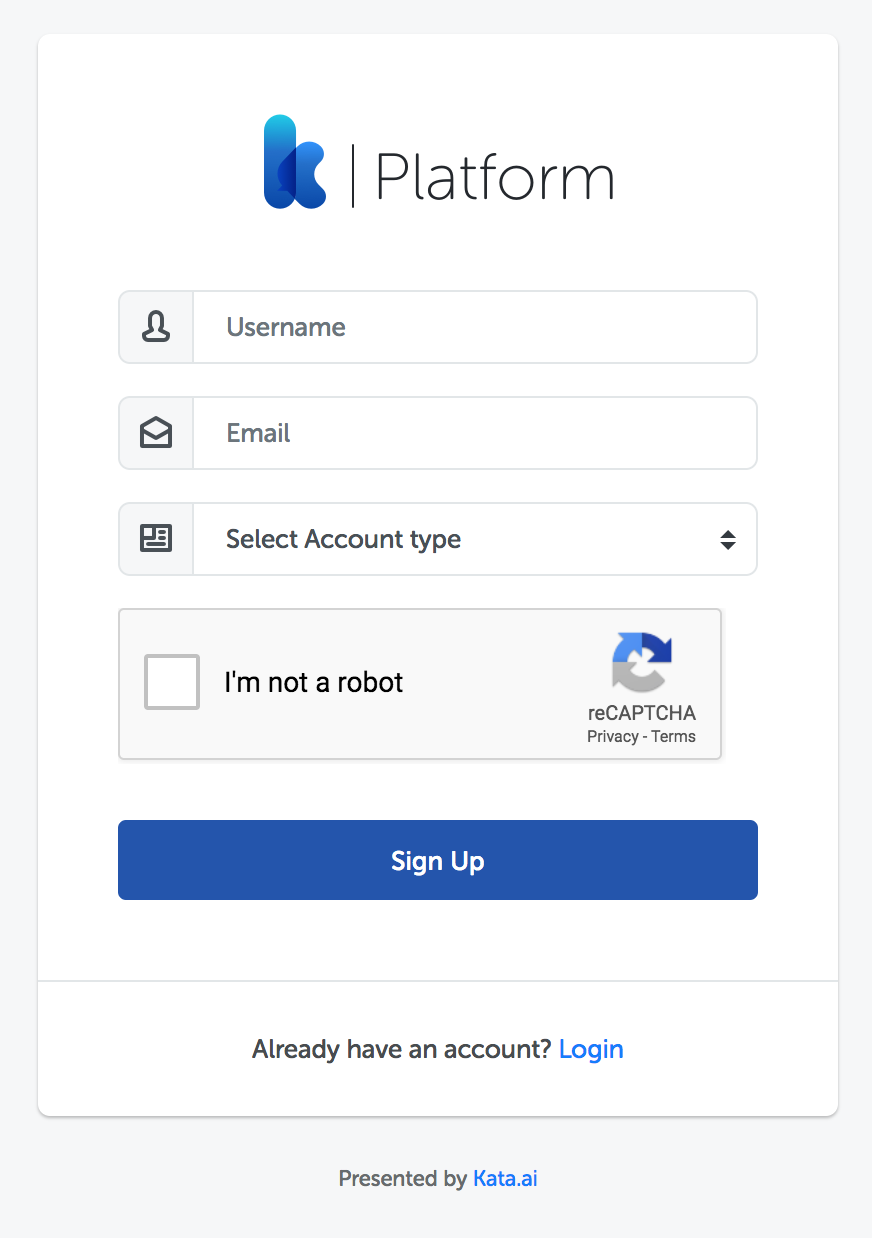 k | Platform
Username
Email
Select Account type
I'm not a robot
reCAPTCHA
Privacy - Terms
Sign Up
Already have an account? Login
Presented by Kata.ai